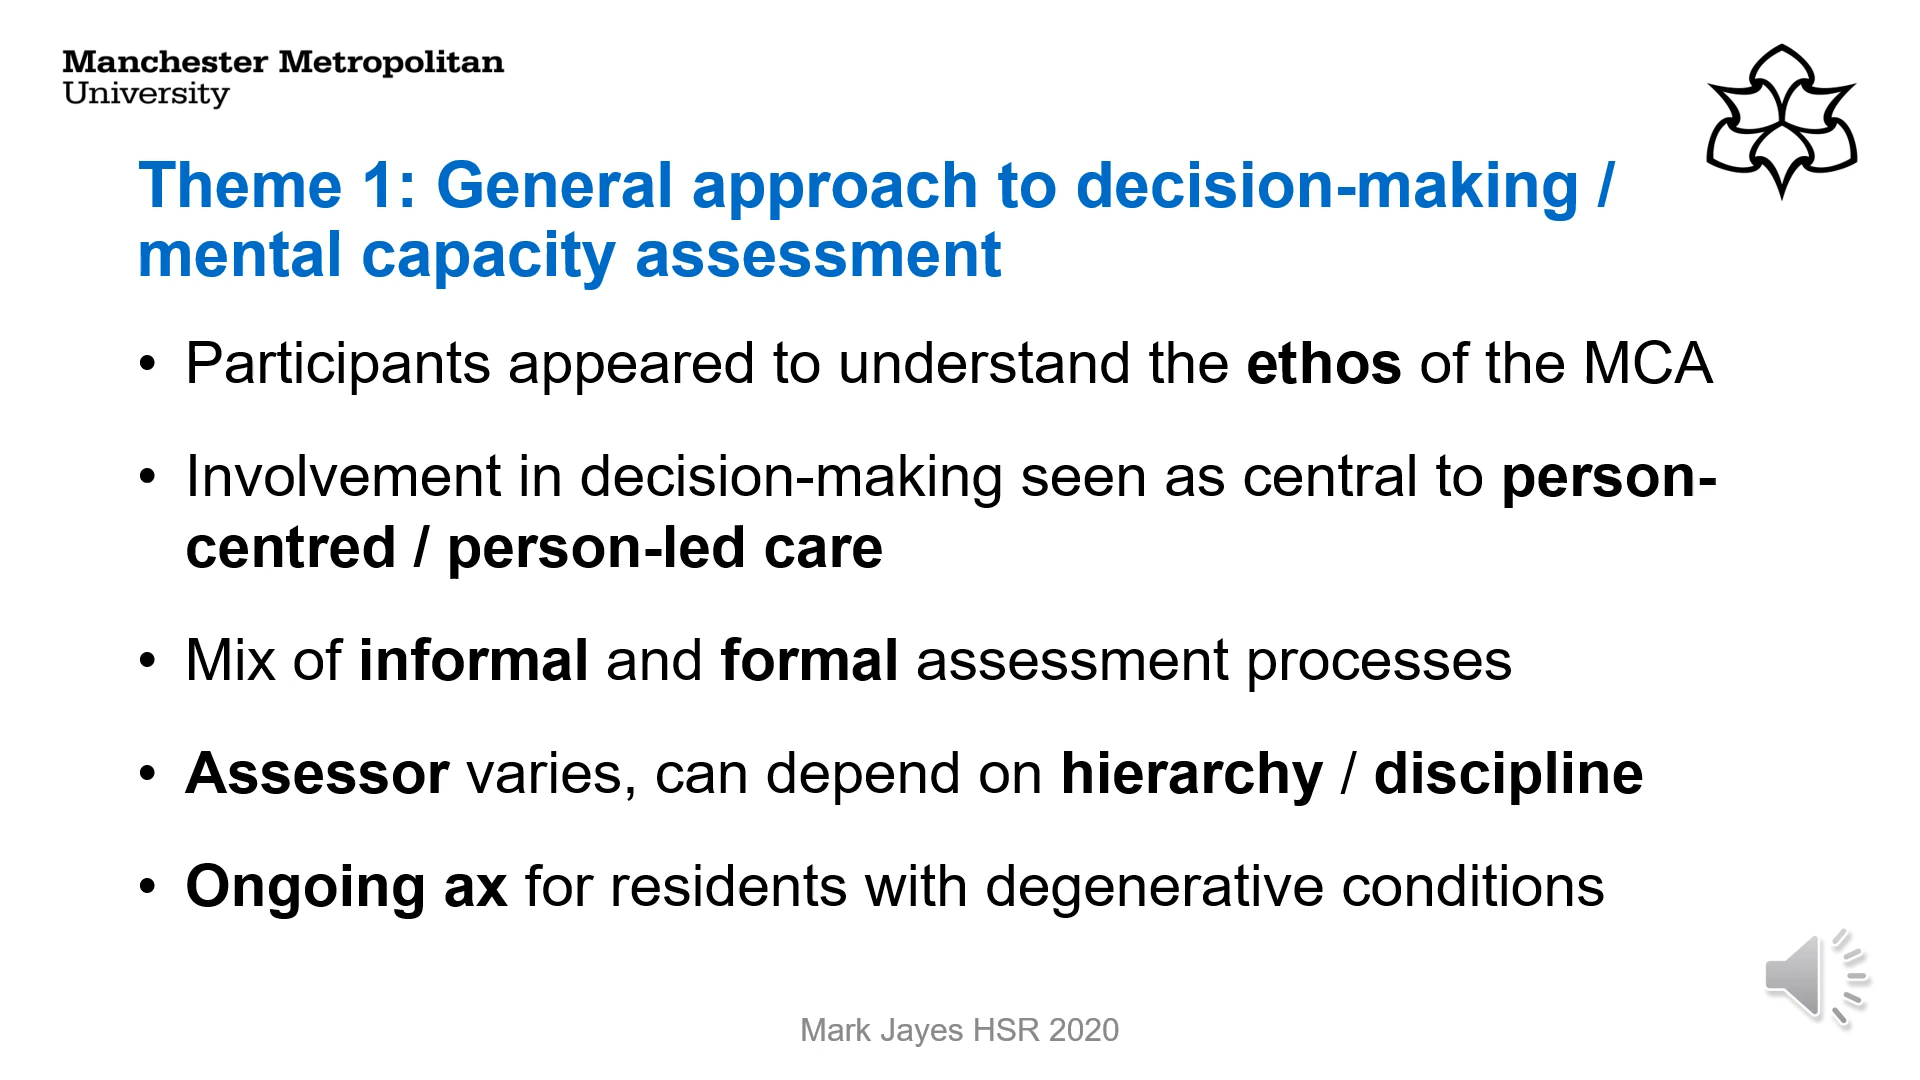 Manchester Metropolitan
University
Theme 1: General approach to decision-making /
mental capacity assessment
• Participants appeared to understand the ethos of the MCA
• Involvement in decision-making seen as central to person-
centred / person-led care
• Mix of informal and formal assessment processes
• Assessor varies, can depend on hierarchy / discipline
• Ongoing ax for residents with degenerative conditions
Mark Jayes HSR 2020